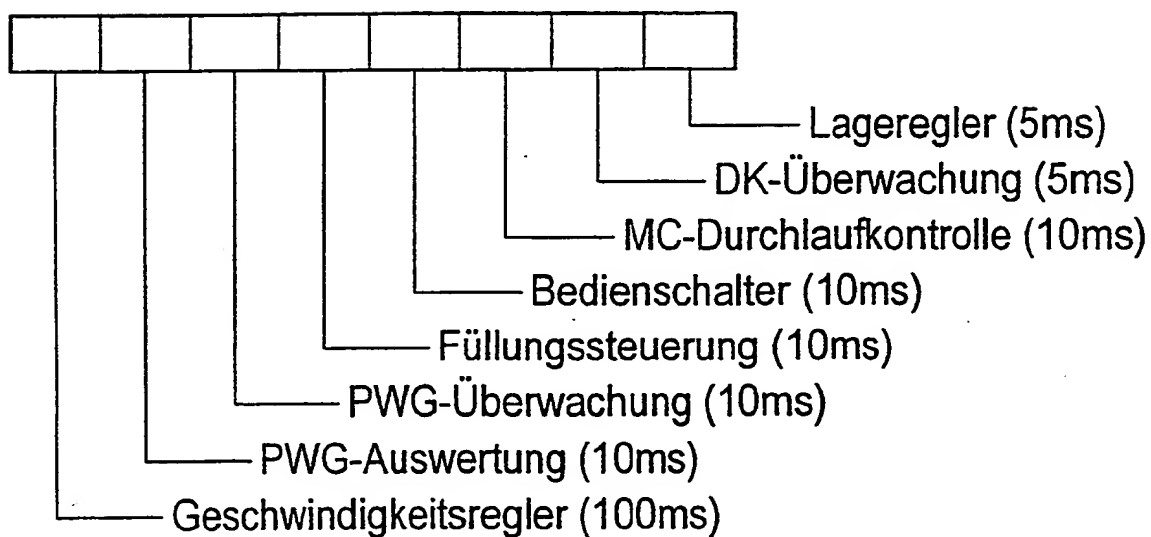 Lageregler (5ms)
DK-Überwachung (5ms)
MC-Durchlaufkontrolle (10ms)
Bedienschalter (10ms)
Füllungssteuerung (10ms)
PWG-Überwachung (10ms)
PWG-Auswertung (10ms)
Geschwindigkeitsregler (100ms)